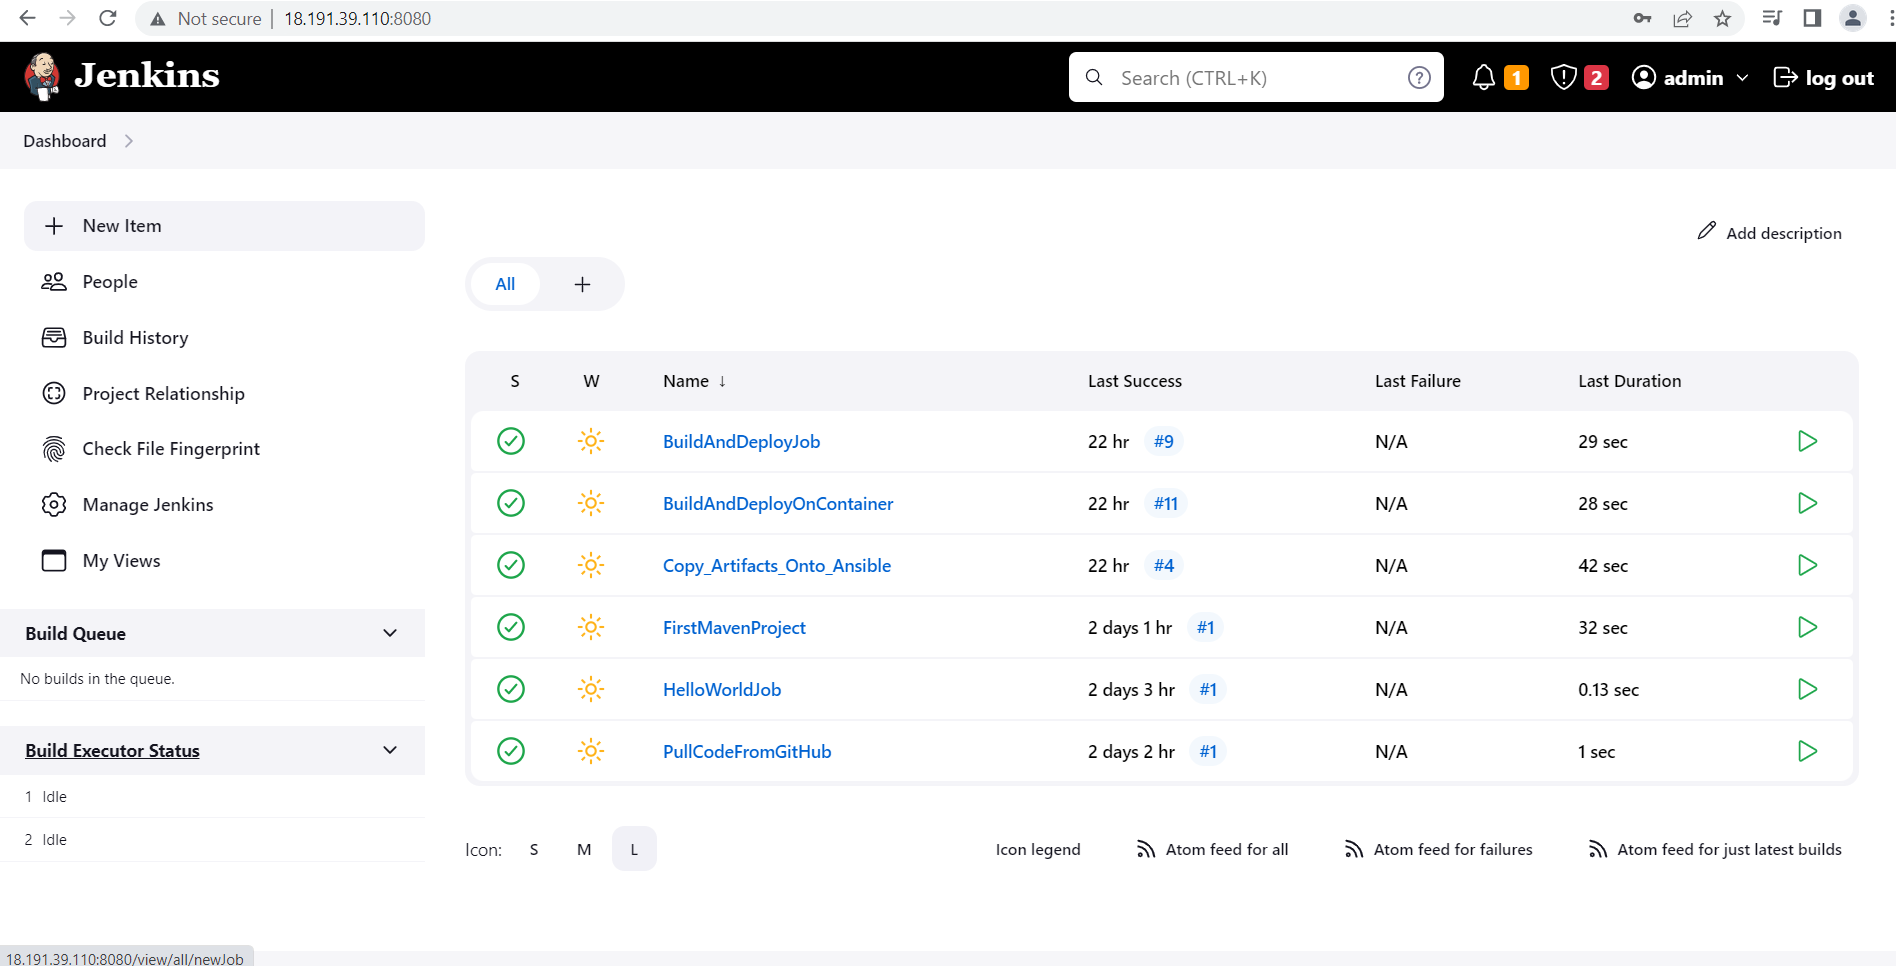 Not secure | 18.191.39.110:8080
Jenkins
Search (CTRL+K)
?
1
2
admin
log out
Dashboard
New Item
People
Build History
Project Relationship
Check File Fingerprint
Manage Jenkins
My Views
Build Queue
No builds in the queue.
Build Executor Status
1 Idle
2 Idle
Add description
All +
S W Name ↓ Last Success Last Failure Last Duration
BuildAndDeployJob 22 hr #9 N/A 29 sec
BuildAndDeployOnContainer 22 hr #11 N/A 28 sec
Copy_Artifacts_Onto_Ansible 22 hr #4 N/A 42 sec
FirstMavenProject 2 days 1 hr #1 N/A 32 sec
HelloWorldJob 2 days 3 hr #1 N/A 0.13 sec
PullCodeFromGitHub 2 days 2 hr #1 N/A 1 sec
Icon: S M L
Icon legend
Atom feed for all
Atom feed for failures
Atom feed for just latest builds
18.191.39.110:8080/view/all/newJob